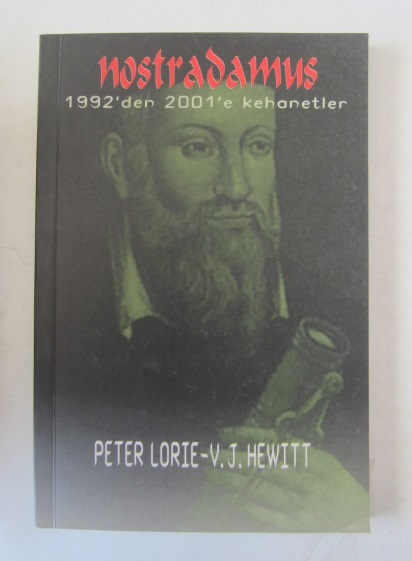 nostradamus
1992'den 2001'e kehanetler
PETER LORIE-V.J. HEWITT